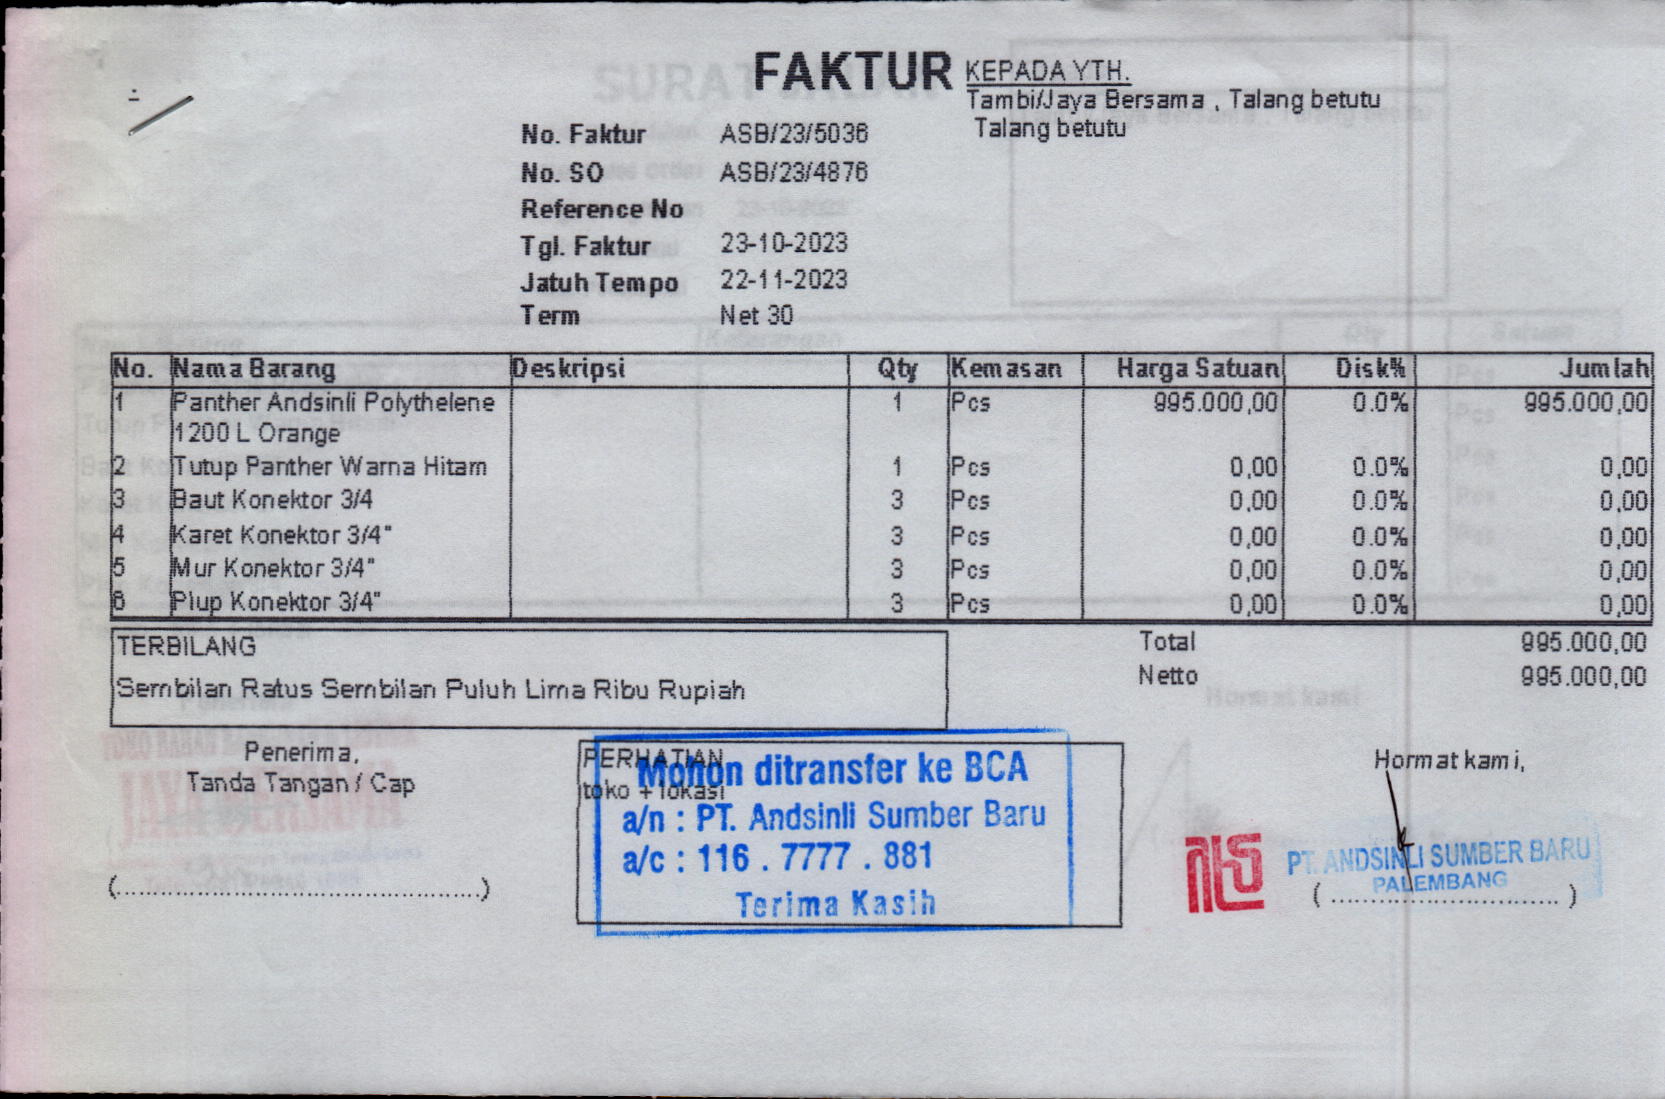 FAKTUR
KEPADA YTH.
Tambi/Jaya Bersama , Talang betutu
Talang betutu
No. Faktur ASB/23/5036
No. SO ASB/23/4876
Reference No
Tgl. Faktur 23-10-2023
Jatuh Tempo 22-11-2023
Term Net 30
No. Nama Barang Deskripsi Qty Kemasan Harga Satuan Disk% Jumlah
1 Panther Andsinli Polythelene 1 Pcs 995.000,00 0.0% 995.000,00
1200 L Orange
2 Tutup Panther Warna Hitam 1 Pcs 0,00 0.0% 0,00
3 Baut Konektor 3/4 3 Pcs 0,00 0.0% 0,00
4 Karet Konektor 3/4" 3 Pcs 0,00 0.0% 0,00
5 Mur Konektor 3/4" 3 Pcs 0,00 0.0% 0,00
6 Plup Konektor 3/4" 3 Pcs 0,00 0.0% 0,00
TERBILANG
Sembilan Ratus Sembilan Puluh Lima Ribu Rupiah
Total 995.000,00
Netto 995.000,00
Penerima,
Tanda Tangan / Cap
(..............................................)
PERHATIAN
toko + lokasi
Mohon ditransfer ke BCA
a/n : PT. Andsinli Sumber Baru
a/c : 116 . 7777 . 881
Terima Kasih
Hormat kami,
PT. ANDSINLI SUMBER BARU
PALEMBANG
(.............................)